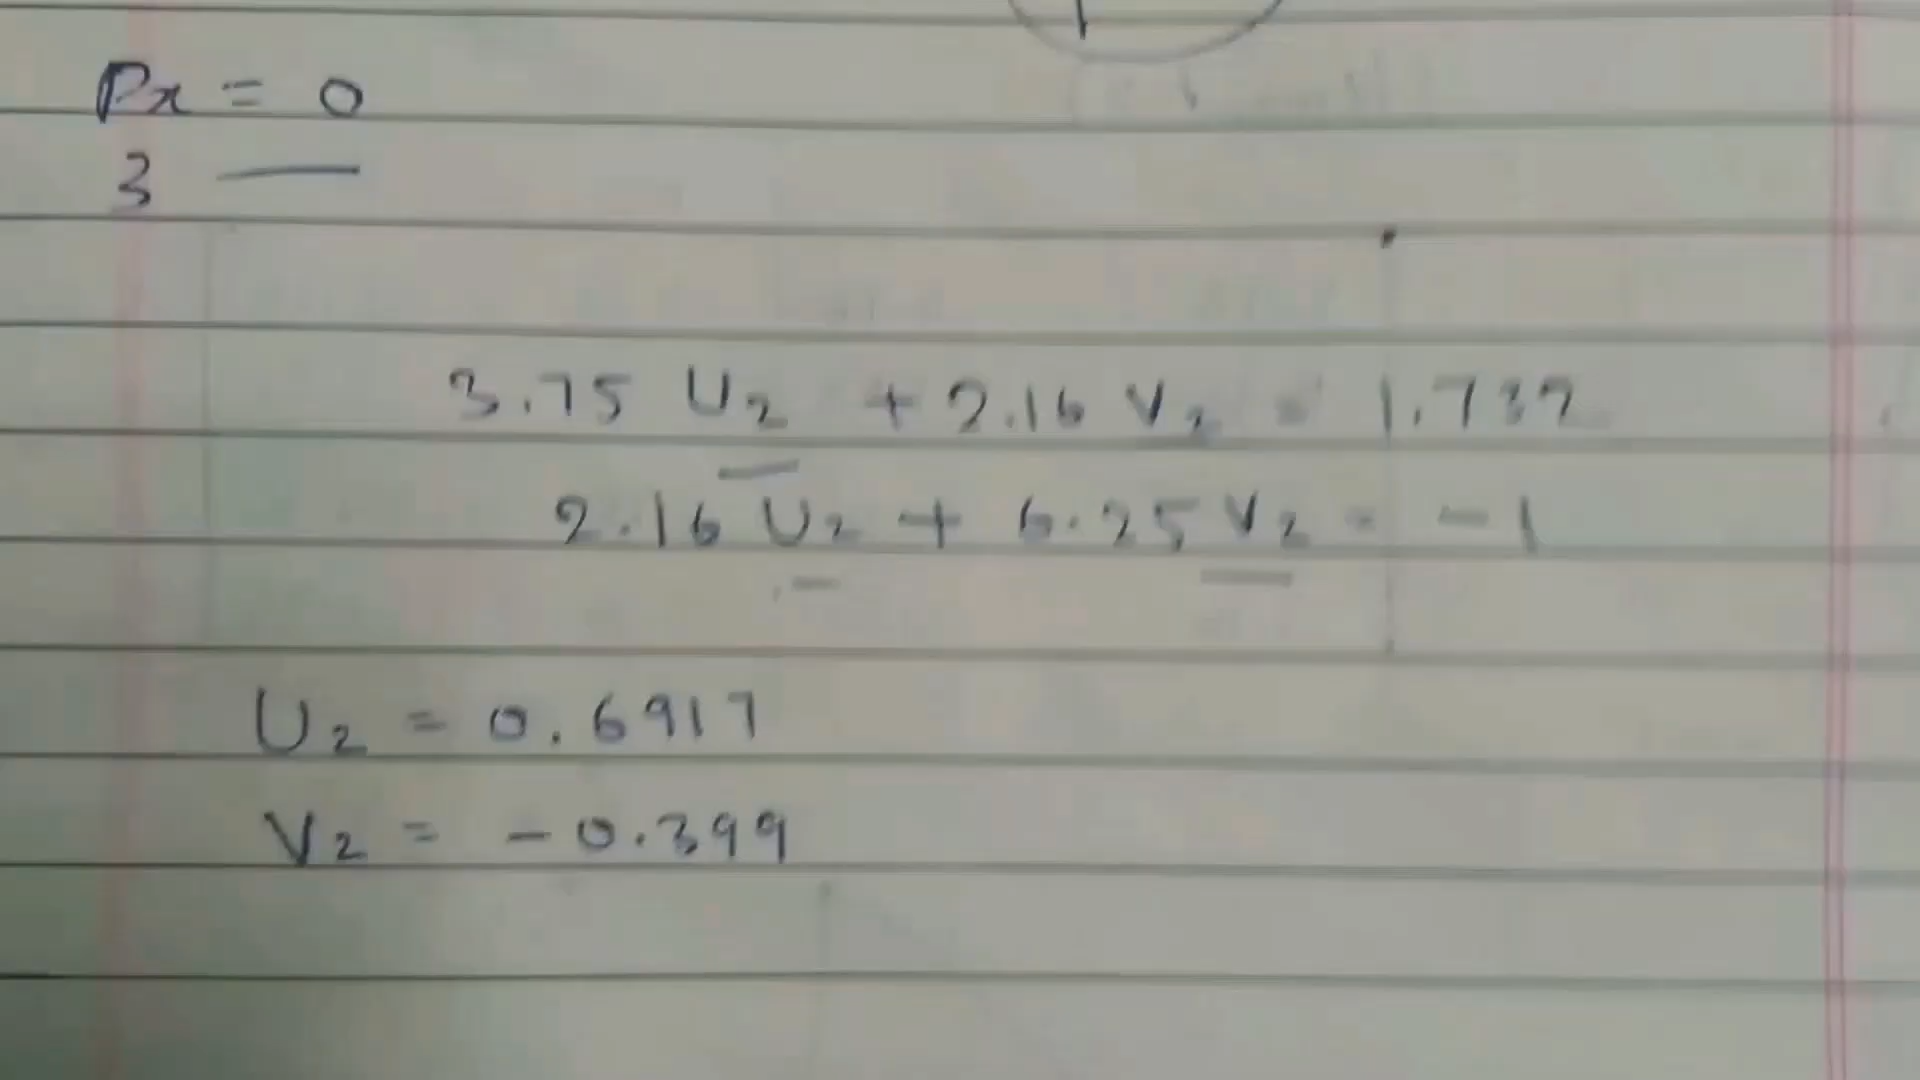 Px = 0
3 —
3.75 U2 + 2.16 V2 = 1.732
2.16 U2 + 6.25 V2 = -1
U2 = 0.6917
V2 = -0.399